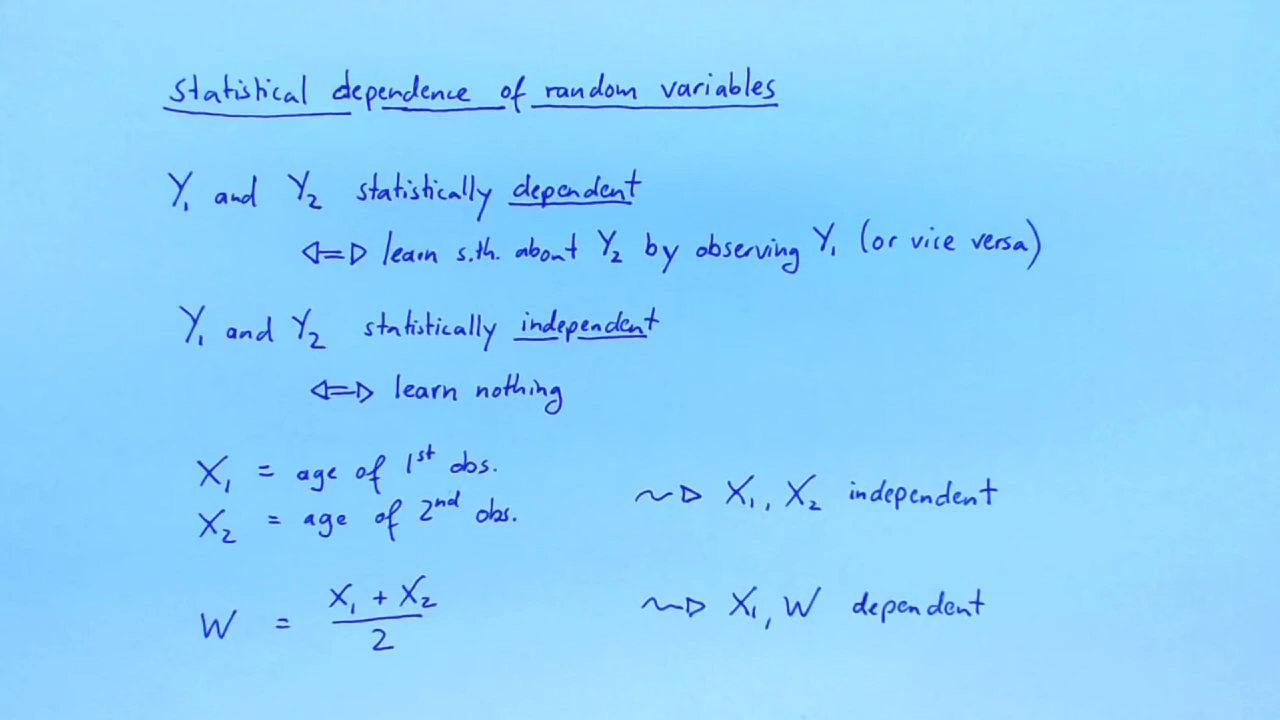 statistical dependence of random variables
Y₁ and Y₂ statistically dependent
⇔ learn s.th. about Y₂ by observing Y₁ (or vice versa)
Y₁ and Y₂ statistically independent
⇔ learn nothing
X₁ = age of 1st obs.
X₂ = age of 2nd obs.
⇝ X₁, X₂ independent
W = (X₁ + X₂) / 2
⇝ X₁, W dependent